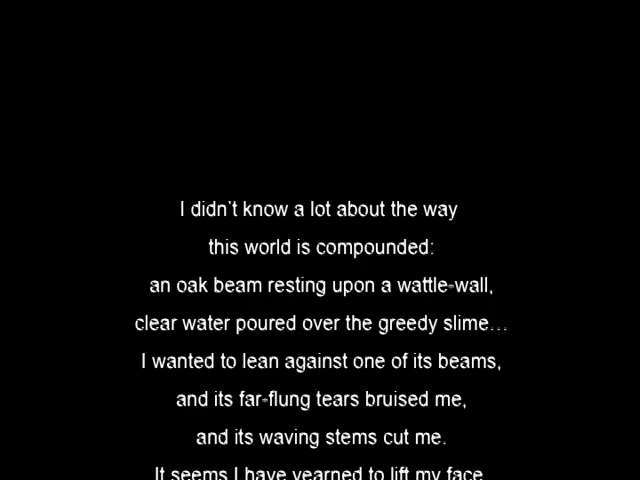 I didn't know a lot about the way
this world is compounded:
an oak beam resting upon a wattle-wall,
clear water poured over the greedy slime…
I wanted to lean against one of its beams,
and its far-flung tears bruised me,
and its waving stems cut me.
It seems I have yearned to lift my face